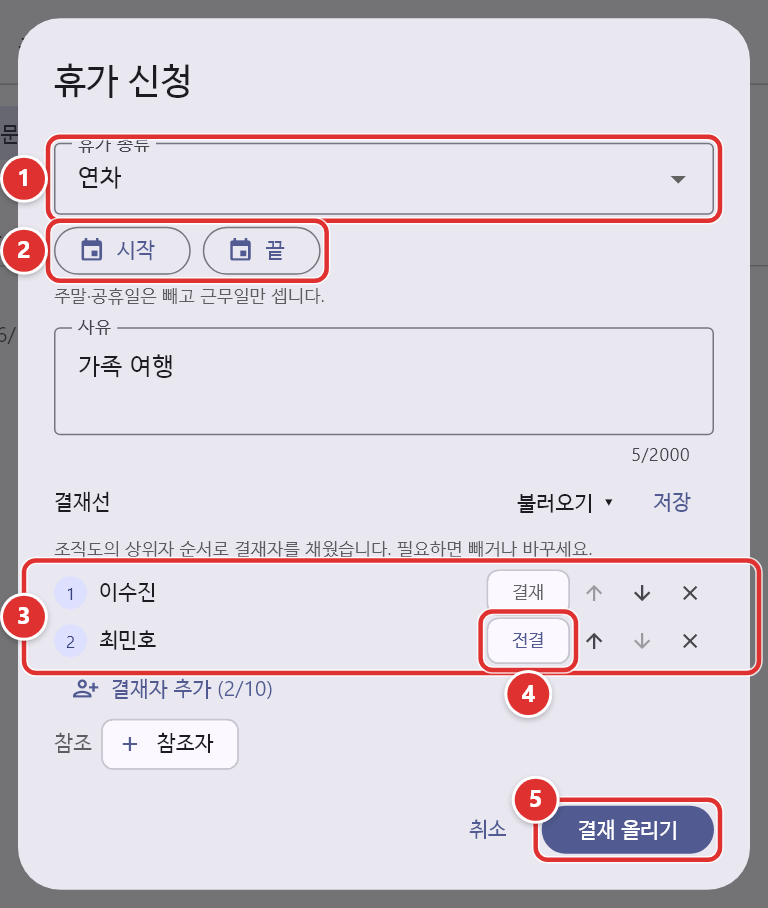 휴가 신청
휴가 종류
1 연차
2 시작 끝
주말·공휴일은 빼고 근무일만 셉니다.
사유
가족 여행
5/2000
결재선 불러오기 ▾ 저장
조직도의 상위자 순서로 결재자를 채웠습니다. 필요하면 빼거나 바꾸세요.
1 이수진 결재
3
2 최민호 전결
4
결재자 추가 (2/10)
참조 + 참조자
5
취소 결재 올리기